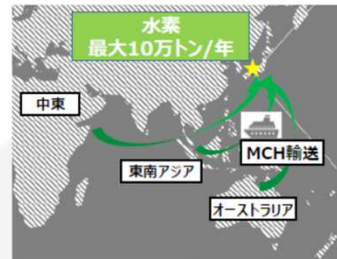 水素
最大10万トン/年
中東
東南アジア
MCH輸送
オーストラリア